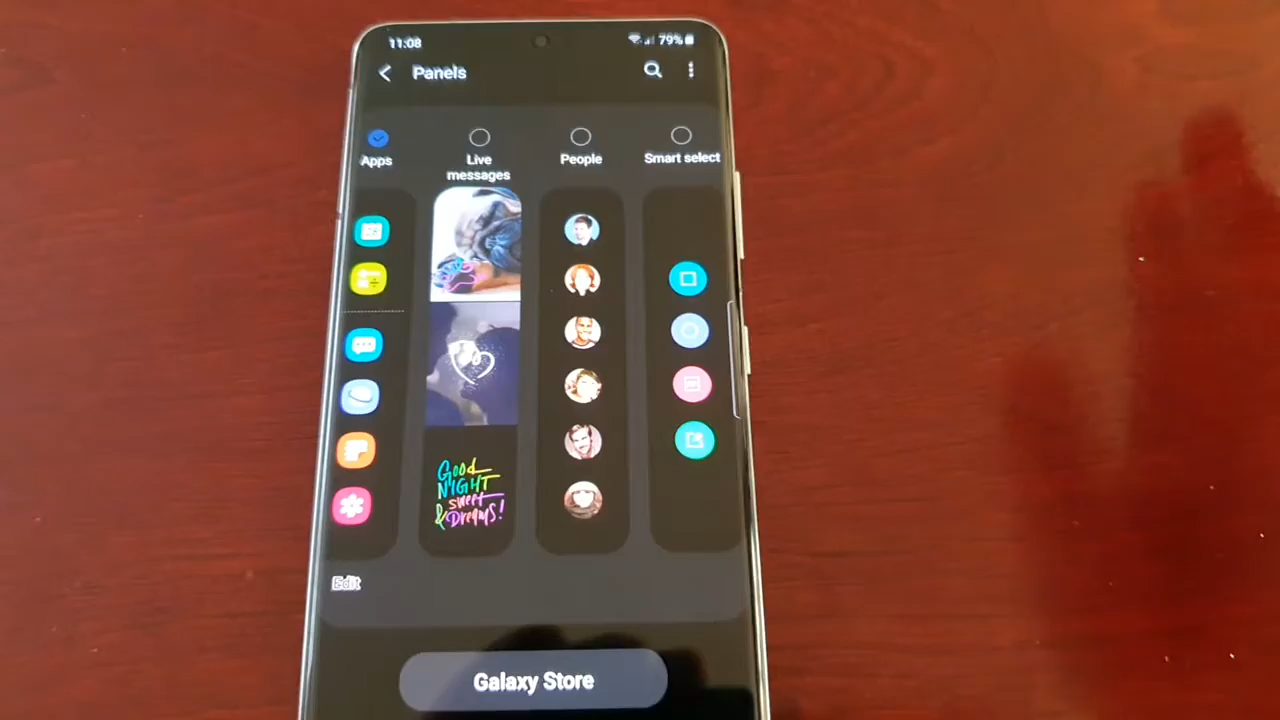 11:08
79%
Panels
Apps
Live
messages
People
Smart select
GOOD
NIGHT
SWEET
& DREAMS!
Edit
Galaxy Store